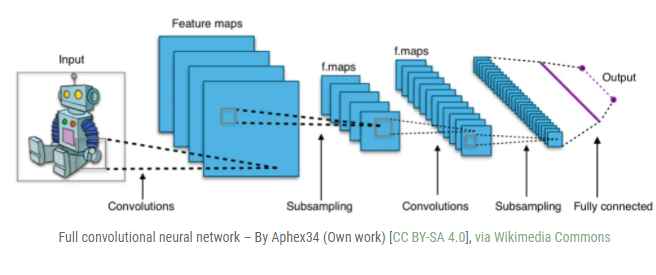 Feature maps
Input
f.maps
f.maps
Output
Convolutions
Subsampling
Convolutions
Subsampling
Fully connected
Full convolutional neural network – By Aphex34 (Own work) [CC BY-SA 4.0], via Wikimedia Commons